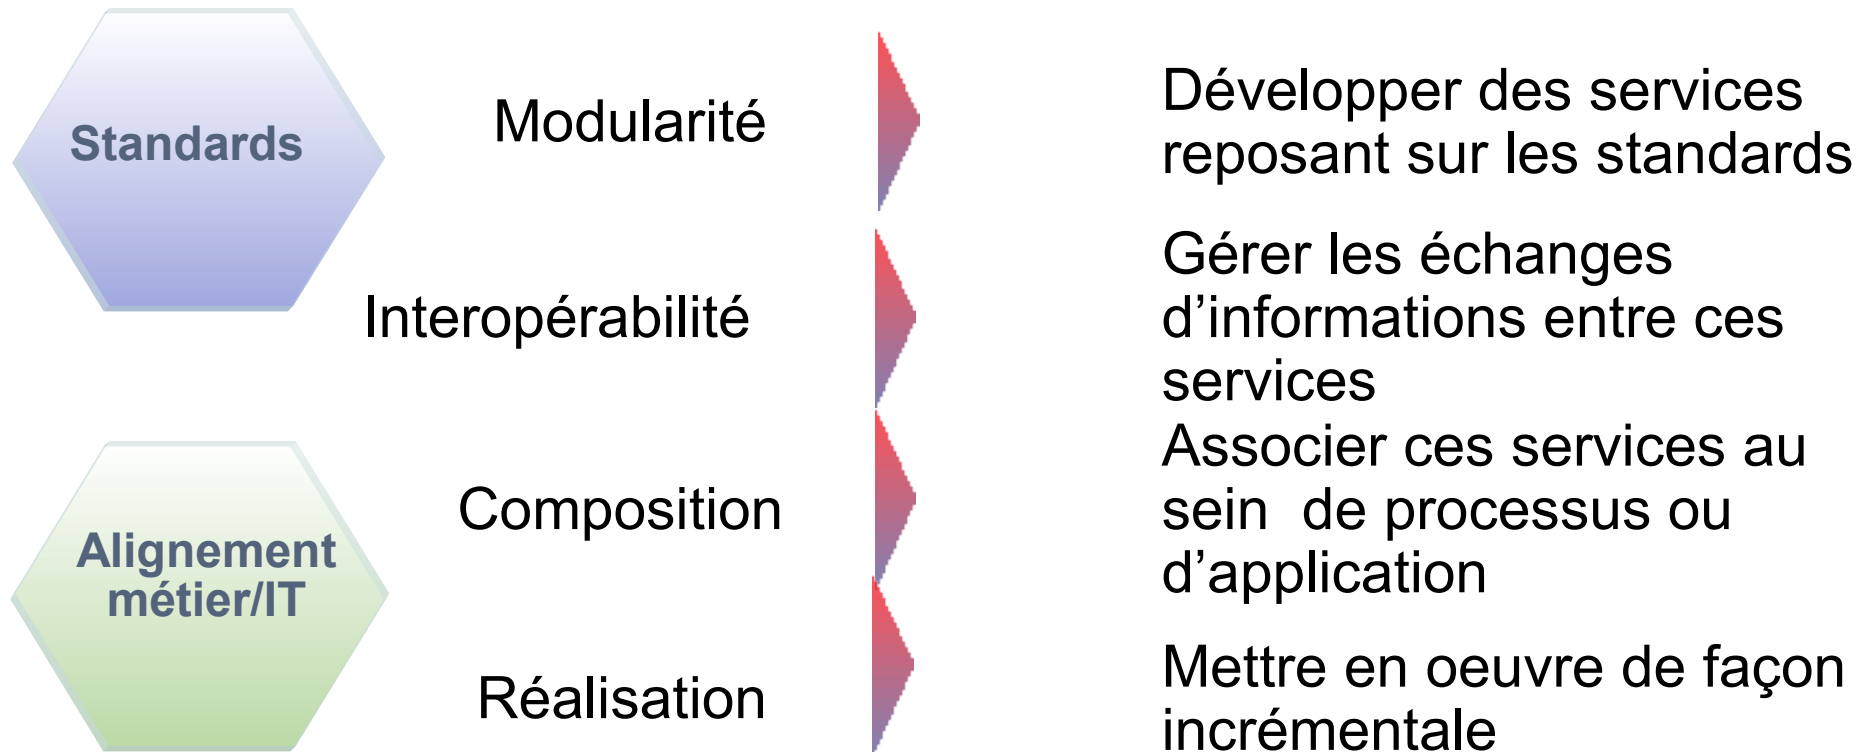 Standards
Modularité
Développer des services
reposant sur les standards
Interopérabilité
Gérer les échanges
d’informations entre ces
services
Alignement
métier/IT
Composition
Associer ces services au
sein  de processus ou
d’application
Réalisation
Mettre en oeuvre de façon
incrémentale